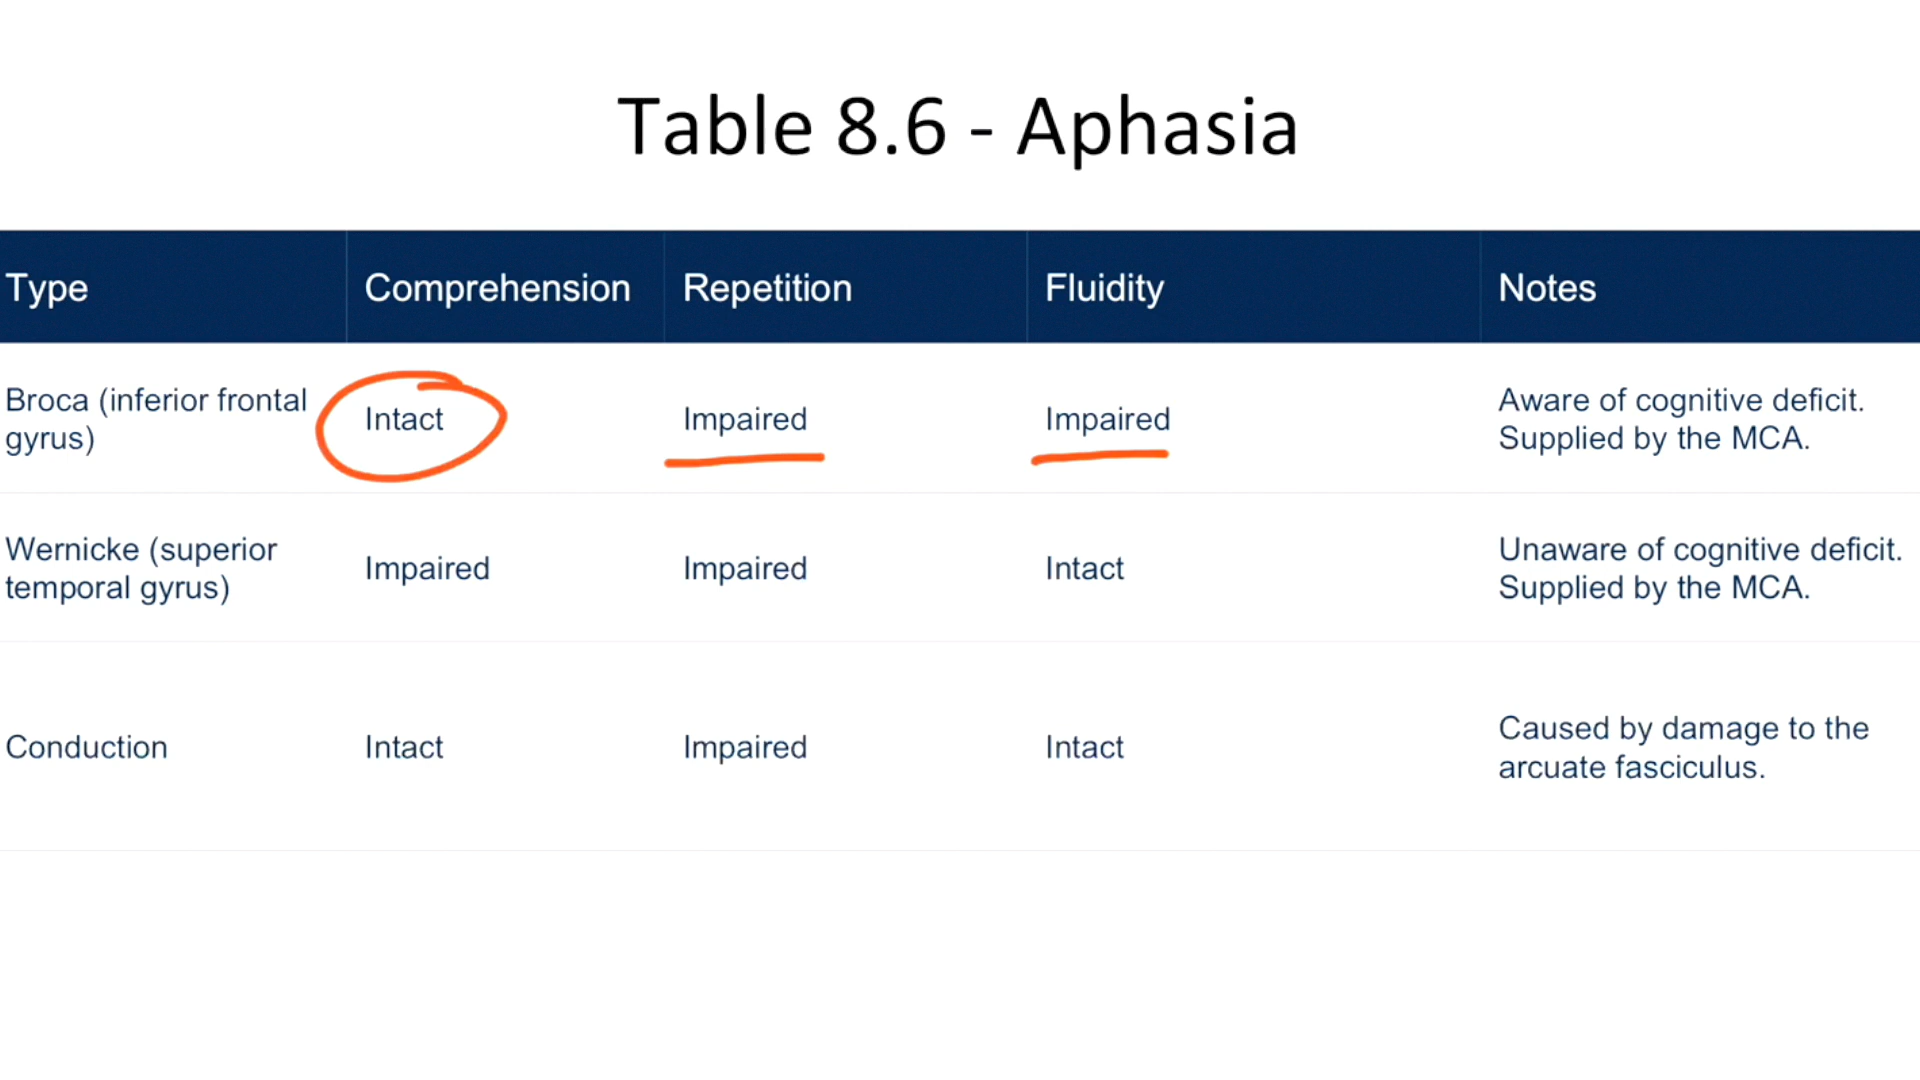 Table 8.6 - Aphasia
Type Comprehension Repetition Fluidity Notes
Broca (inferior frontal
gyrus)
Intact Impaired Impaired
Aware of cognitive deficit.
Supplied by the MCA.
Wernicke (superior
temporal gyrus)
Impaired Impaired Intact
Unaware of cognitive deficit.
Supplied by the MCA.
Conduction Intact Impaired Intact
Caused by damage to the
arcuate fasciculus.